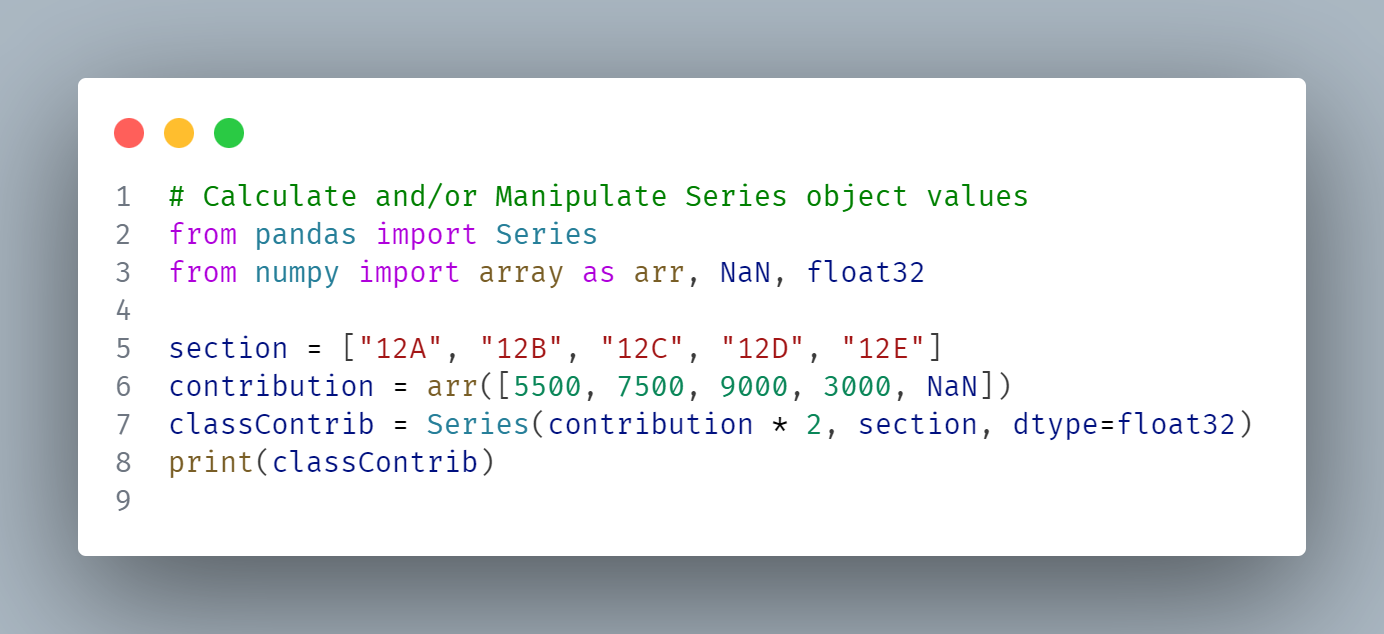 1 # Calculate and/or Manipulate Series object values
2 from pandas import Series
3 from numpy import array as arr, NaN, float32
4
5 section = ["12A", "12B", "12C", "12D", "12E"]
6 contribution = arr([5500, 7500, 9000, 3000, NaN])
7 classContrib = Series(contribution * 2, section, dtype=float32)
8 print(classContrib)
9